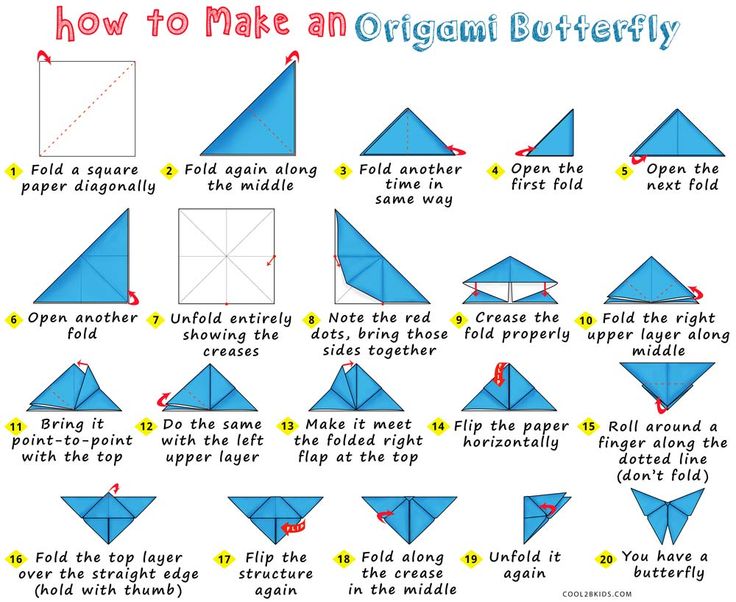 How to Make an Origami Butterfly
1 Fold a square
paper diagonally
2 Fold again along
the middle
3 Fold another
time in
same way
4 Open the
first fold
5 Open the
next fold
6 Open another
fold
7 Unfold entirely
showing the
creases
8 Note the red
dots, bring those
sides together
9 Crease the
fold properly
10 Fold the right
upper layer along
middle
11 Bring it
point-to-point
with the top
12 Do the same
with the left
upper layer
13 Make it meet
the folded right
flap at the top
FLIP
14 Flip the paper
horizontally
15 Roll around a
finger along the
dotted line
(don't fold)
16 Fold the top layer
over the straight edge
(hold with thumb)
FLIP
17 Flip the
structure
again
18 Fold along
the crease
in the middle
19 Unfold it
again
20 You have a
butterfly
COOL2BKIDS.COM